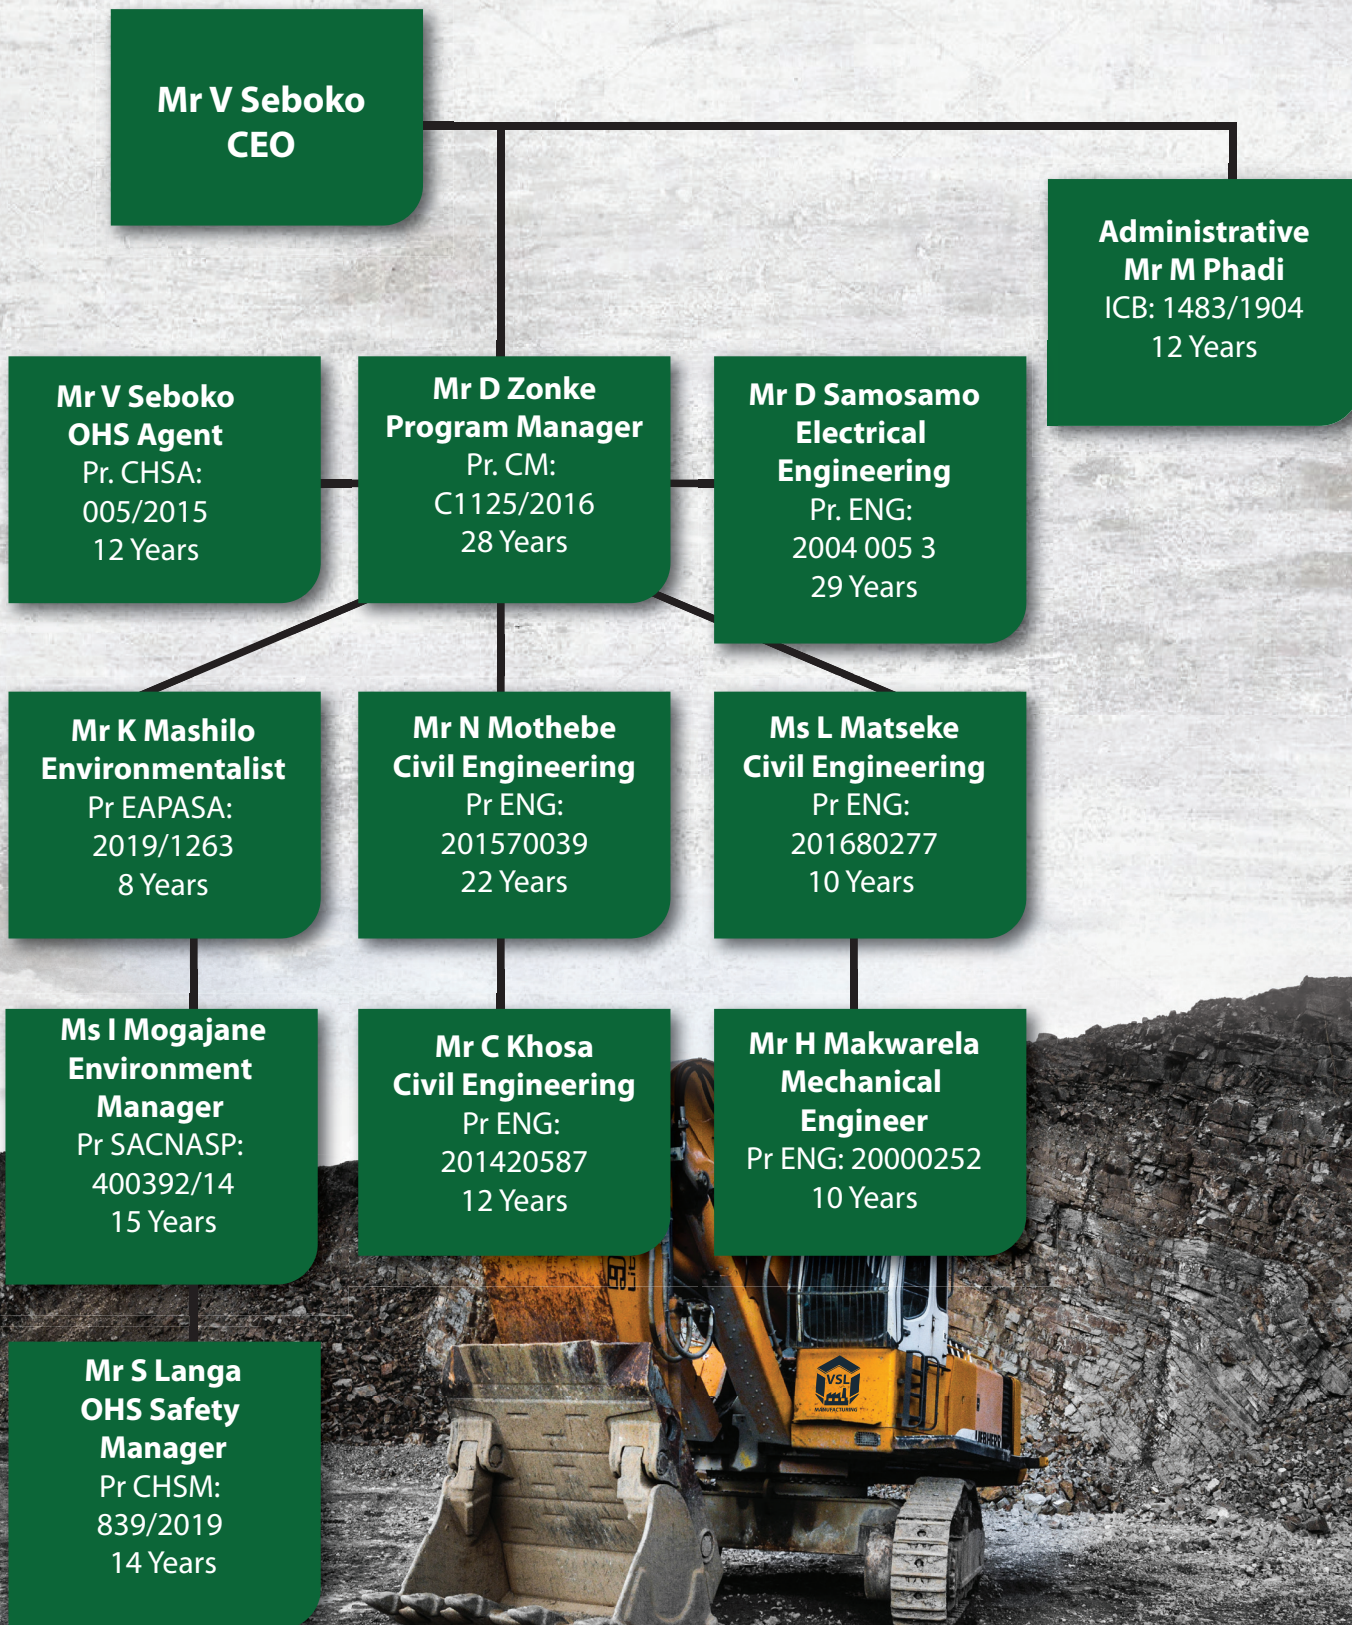 Mr V Seboko
CEO
Administrative
Mr M Phadi
ICB: 1483/1904
12 Years
Mr V Seboko
OHS Agent
Pr. CHSA:
005/2015
12 Years
Mr D Zonke
Program Manager
Pr. CM:
C1125/2016
28 Years
Mr D Samosamo
Electrical
Engineering
Pr. ENG:
2004 005 3
29 Years
Mr K Mashilo
Environmentalist
Pr EAPASA:
2019/1263
8 Years
Mr N Mothebe
Civil Engineering
Pr ENG:
201570039
22 Years
Ms L Matseke
Civil Engineering
Pr ENG:
201680277
10 Years
Ms I Mogajane
Environment
Manager
Pr SACNASP:
400392/14
15 Years
Mr C Khosa
Civil Engineering
Pr ENG:
201420587
12 Years
Mr H Makwarela
Mechanical
Engineer
Pr ENG: 20000252
10 Years
Mr S Langa
OHS Safety
Manager
Pr CHSM:
839/2019
14 Years
VSL
MANUFACTURING